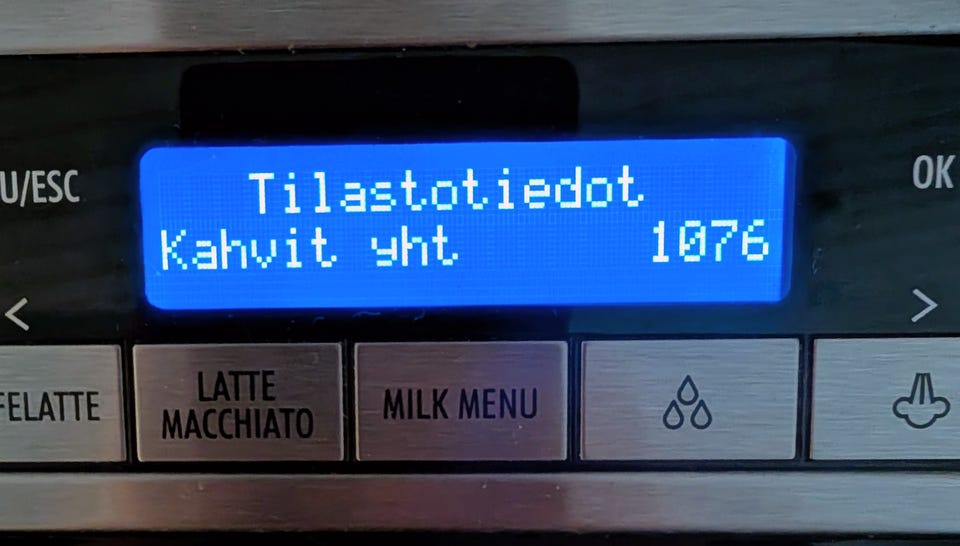 U/ESC
OK
Tilastotiedot
Kahvit yht 1076
<
>
FELATTE
LATTE
MACCHIATO
MILK MENU